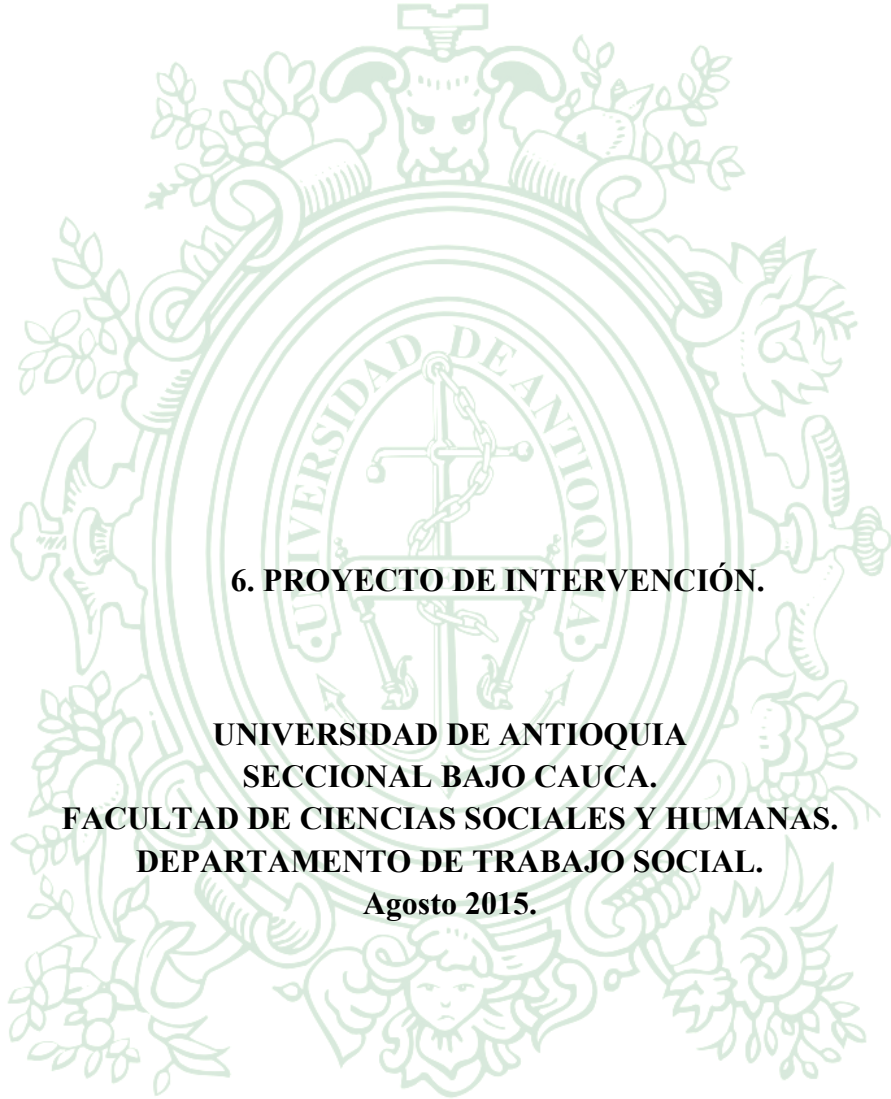 UNIVERSIDAD DE ANTIOQUIA
6. PROYECTO DE INTERVENCIÓN.
UNIVERSIDAD DE ANTIOQUIA
SECCIONAL BAJO CAUCA.
FACULTAD DE CIENCIAS SOCIALES Y HUMANAS.
DEPARTAMENTO DE TRABAJO SOCIAL.
Agosto 2015.